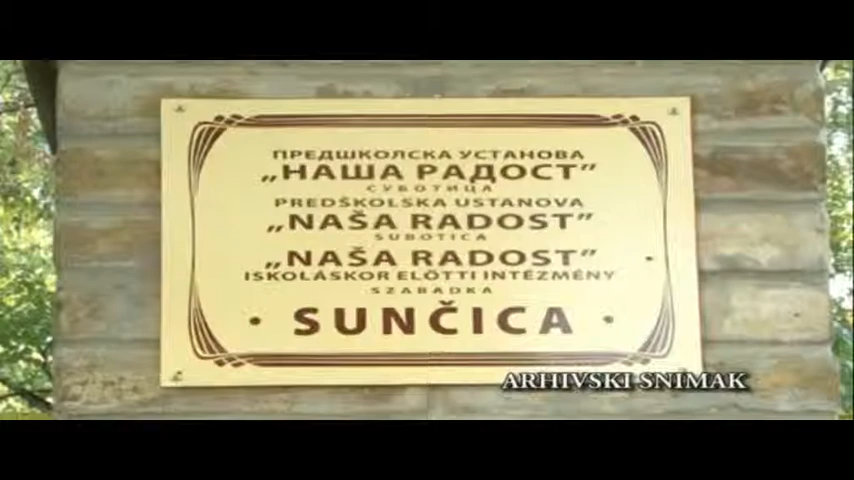 ПРЕДШКОЛСКА УСТАНОВА
„НАША РАДОСТ”
СУБОТИЦА
PREDŠKOLSKA USTANOVA
„NAŠA RADOST”
SUBOTICA
„NAŠA RADOST”
ISKOLÁSKOR ELŐTTI INTÉZMÉNY
SZABADKA
• SUNČICA •
ARHIVSKI SNIMAK